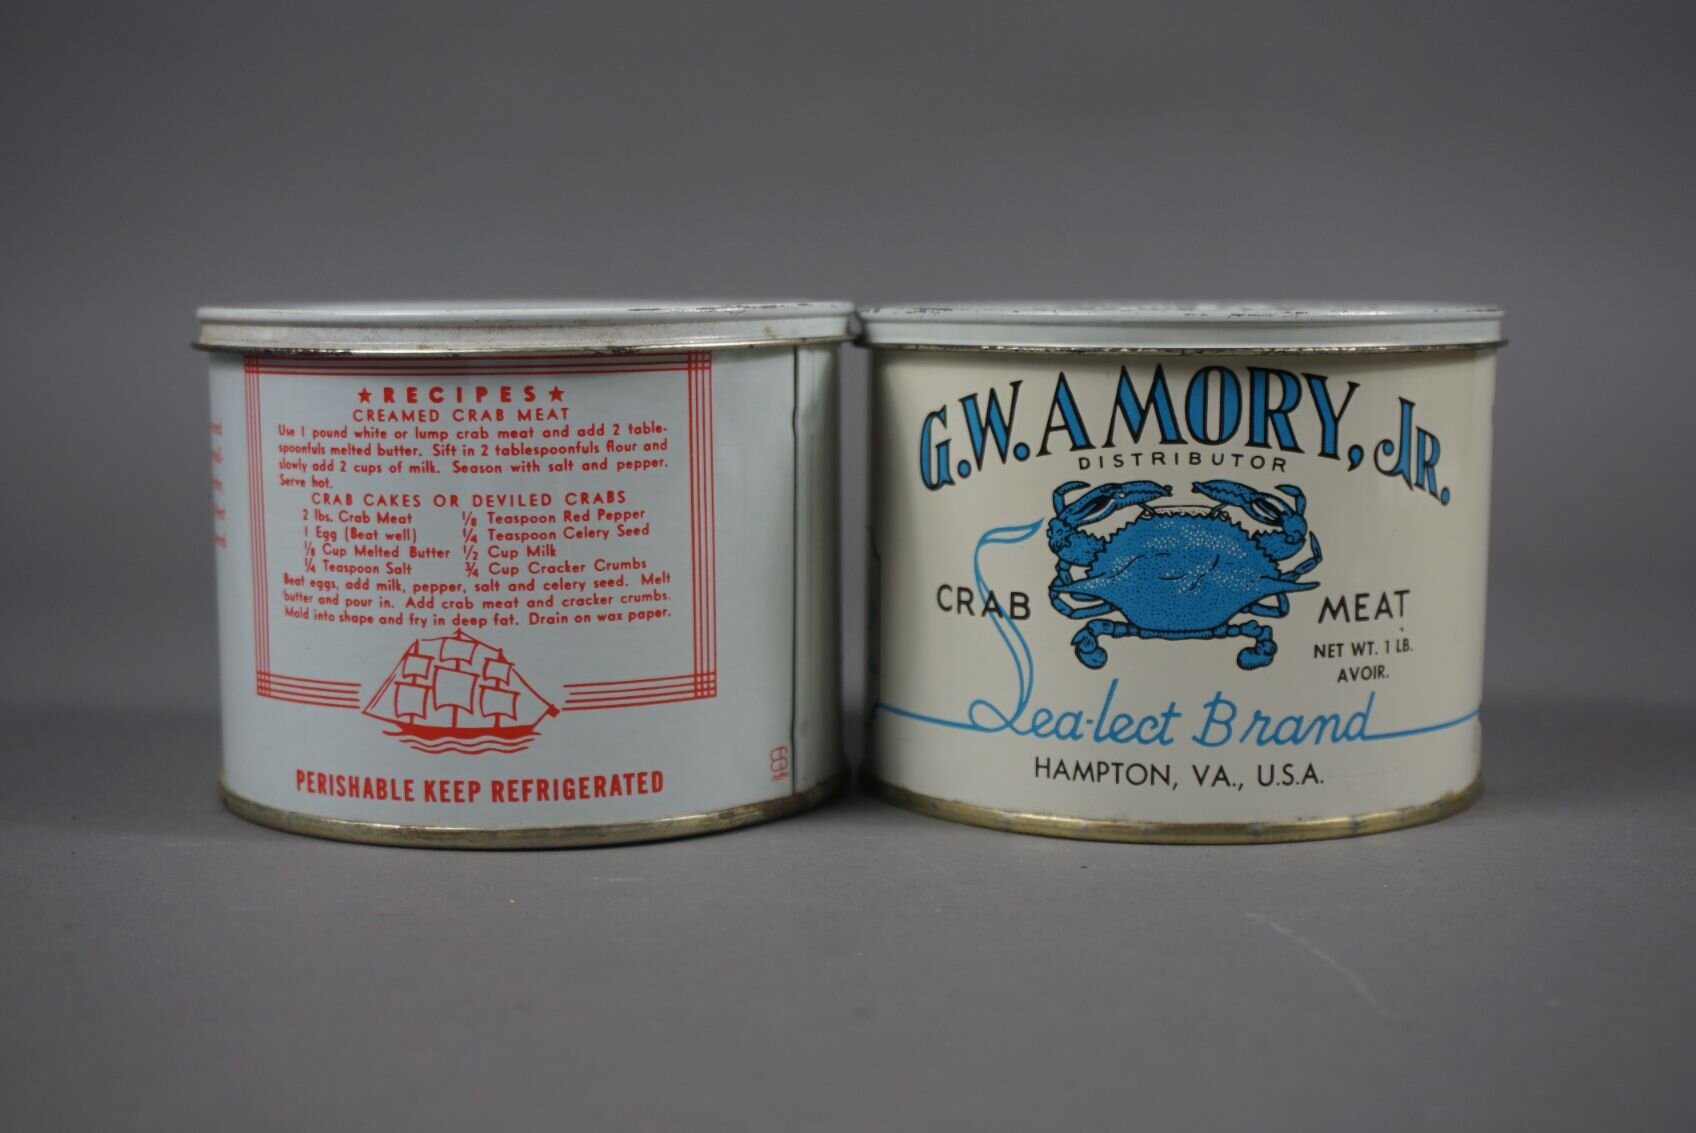 ★ RECIPES ★
CREAMED CRAB MEAT
Use 1 pound white or lump crab meat and add 2 table-
spoonfuls melted butter. Sift in 2 tablespoonfuls flour and
slowly add 2 cups of milk. Season with salt and pepper.
Serve hot.
CRAB CAKES OR DEVILED CRABS
2 lbs. Crab Meat 1/8 Teaspoon Red Pepper
1 Egg (Beat well) 1/4 Teaspoon Celery Seed
1/8 Cup Melted Butter 1/2 Cup Milk
1/4 Teaspoon Salt 3/4 Cup Cracker Crumbs
Beat eggs, add milk, pepper, salt and celery seed. Melt
butter and pour in. Add crab meat and cracker crumbs.
Mold into shape and fry in deep fat. Drain on wax paper.
PERISHABLE KEEP REFRIGERATED
G.W. AMORY, JR.
DISTRIBUTOR
CRAB MEAT
NET WT. 1 LB.
AVOIR.
Sea-lect Brand
HAMPTON, VA., U.S.A.